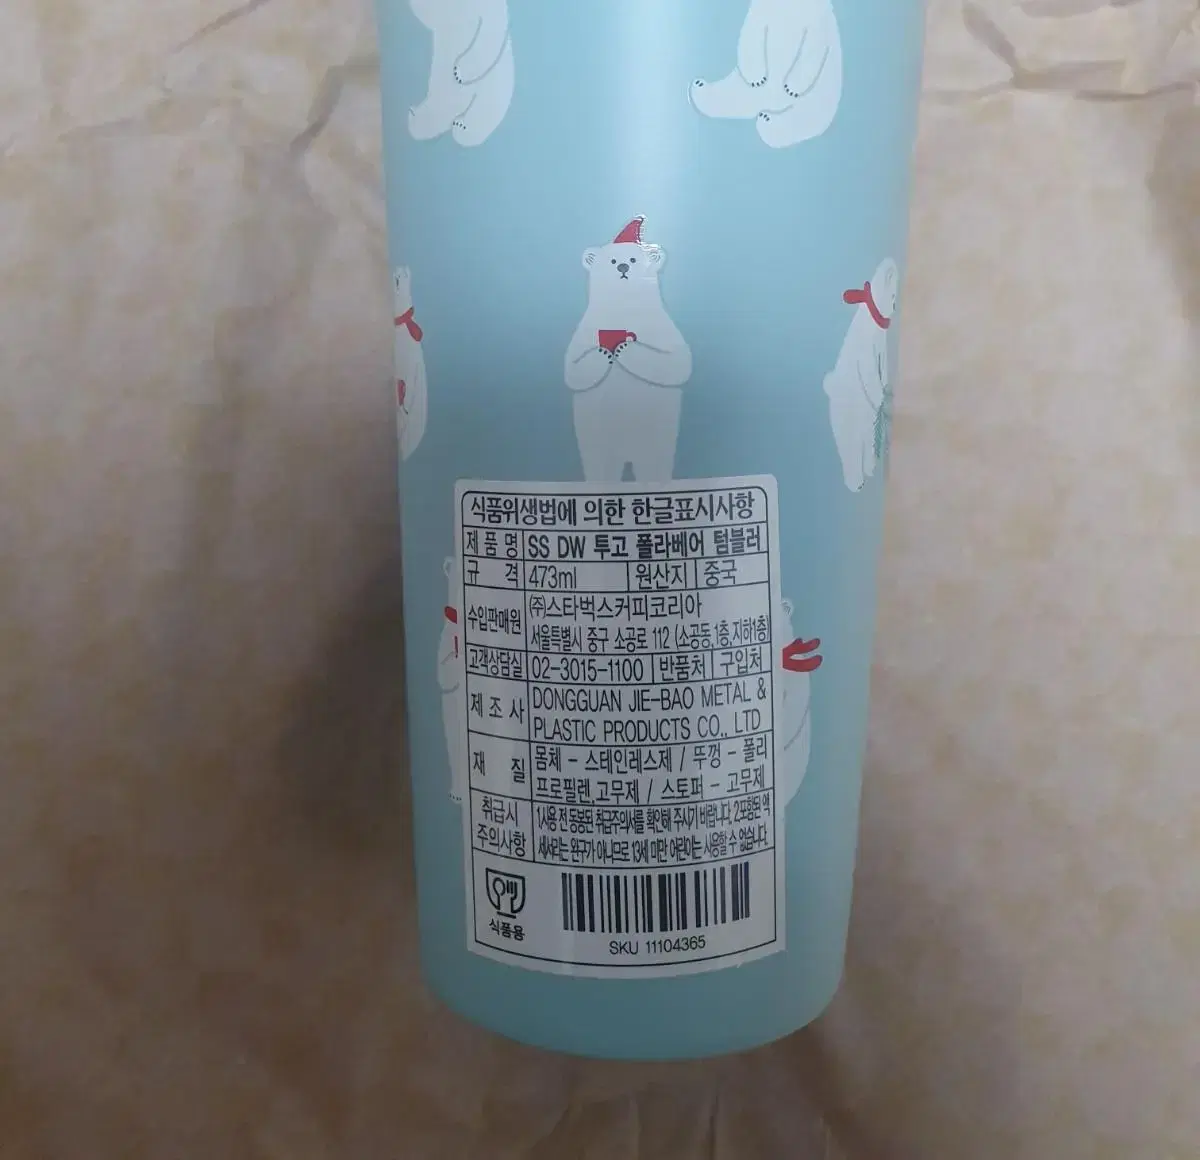 식품위생법에 의한 한글표시사항
제 품 명 SS DW 투고 폴라베어 텀블러
규 격 473ml 원산지 중국
수입판매원 (주)스타벅스커피코리아
서울특별시 중구 소공로 112 (소공동,1층,지하1층)
고객상담실 02-3015-1100 반품처 구입처
제 조 사 DONGGUAN JIE-BAO METAL &
PLASTIC PRODUCTS CO., LTD
재 질 몸체 - 스테인레스제 / 뚜껑 - 폴리
프로필렌,고무제 / 스토퍼 - 고무제
취급시 주의사항 1.사용 전 동봉된 취급주의서를 확인해 주시기 바랍니다. 2.포함된 액
세서리는 완구가 아니므로 13세 미만 어린이는 사용할 수 없습니다.
식품용
SKU 11104365